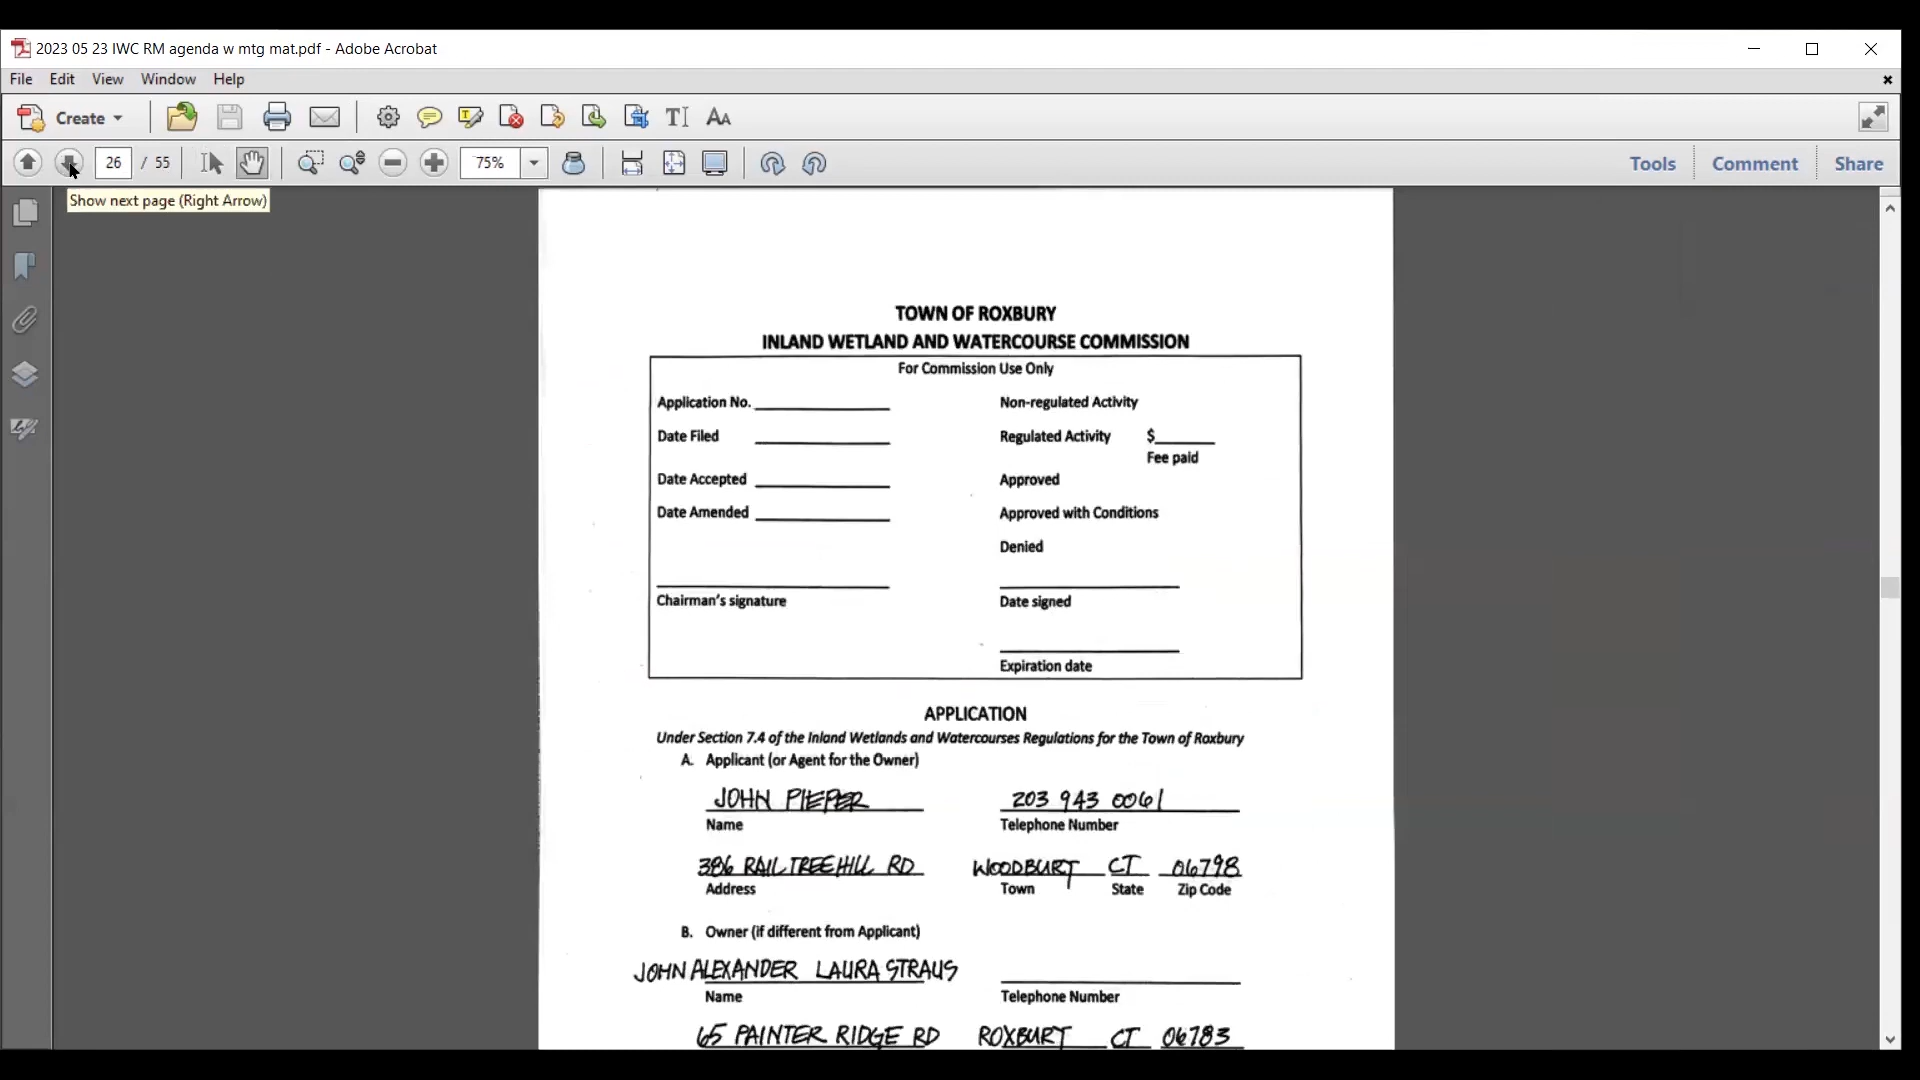 2023 05 23 IWC RM agenda w mtg mat.pdf - Adobe Acrobat
File Edit View Window Help
Create
26 / 55 75% Tools Comment Share
Show next page (Right Arrow)
TOWN OF ROXBURY
INLAND WETLAND AND WATERCOURSE COMMISSION
For Commission Use Only
Application No. Non-regulated Activity
Date Filed Regulated Activity $
Fee paid
Date Accepted Approved
Date Amended Approved with Conditions
Denied
Chairman's signature Date signed
Expiration date
APPLICATION
Under Section 7.4 of the Inland Wetlands and Watercourses Regulations for the Town of Roxbury
A. Applicant (or Agent for the Owner)
JOHN PIEPER 203 943 0061
Name Telephone Number
386 RAIL TREE HILL RD WOODBURY CT 06798
Address Town State Zip Code
B. Owner (if different from Applicant)
JOHN ALEXANDER LAURA STRAUS
Name Telephone Number
65 PAINTER RIDGE RD ROXBURY CT 06783